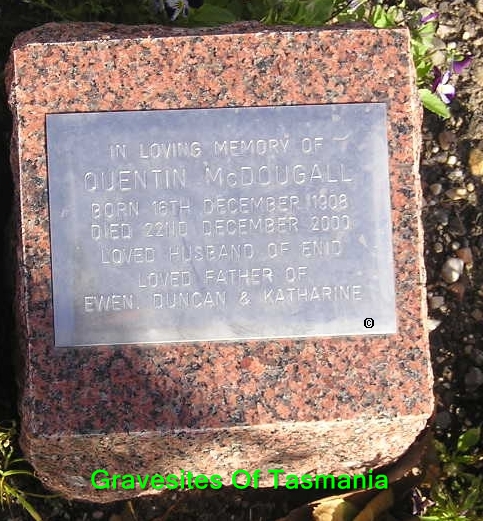 IN LOVING MEMORY OF
QUENTIN McDOUGALL
BORN 16TH DECEMBER 1908
DIED 22ND DECEMBER 2000
LOVED HUSBAND OF ENID
LOVED FATHER OF
EWEN, DUNCAN & KATHARINE
©
Gravesites Of Tasmania